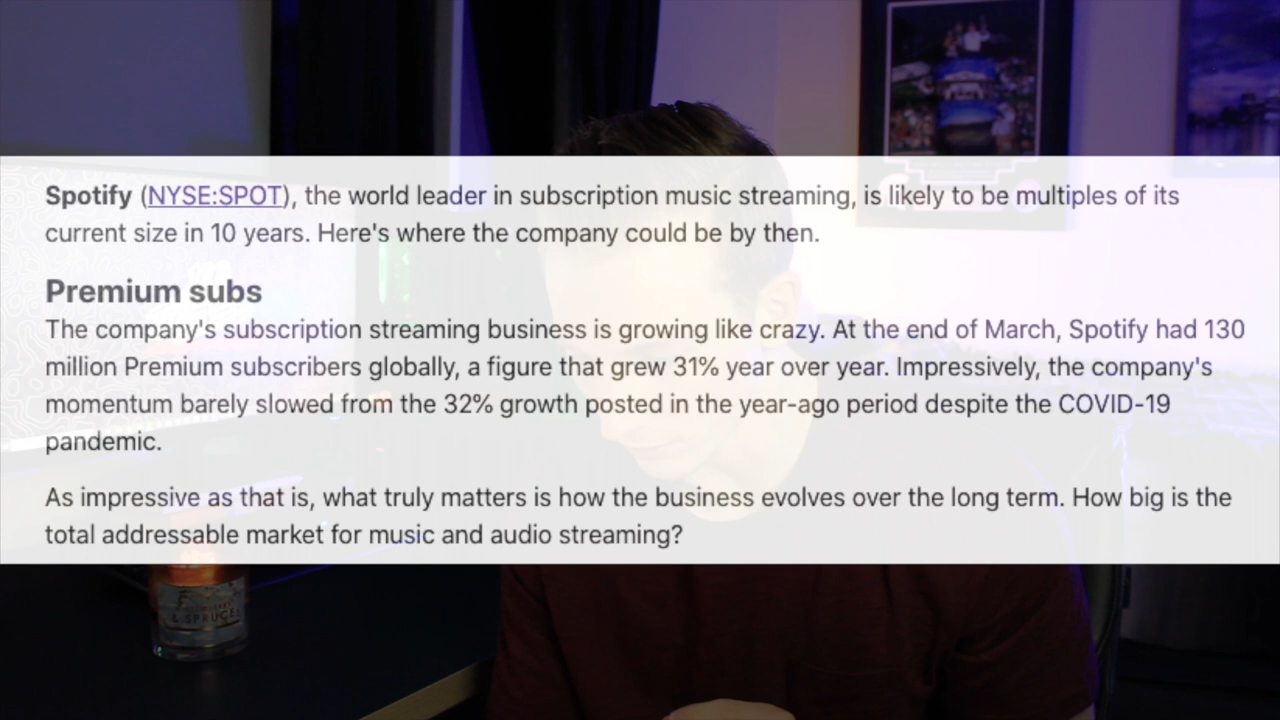 Spotify (NYSE:SPOT), the world leader in subscription music streaming, is likely to be multiples of its
current size in 10 years. Here's where the company could be by then.
Premium subs
The company's subscription streaming business is growing like crazy. At the end of March, Spotify had 130
million Premium subscribers globally, a figure that grew 31% year over year. Impressively, the company's
momentum barely slowed from the 32% growth posted in the year-ago period despite the COVID-19
pandemic.
As impressive as that is, what truly matters is how the business evolves over the long term. How big is the
total addressable market for music and audio streaming?
& SPRUCE